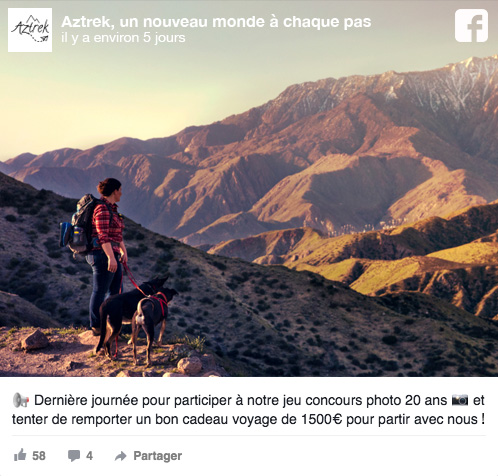 Aztrek
Aztrek, un nouveau monde à chaque pas
il y a environ 5 jours
📢 Dernière journée pour participer à notre jeu concours photo 20 ans 📷 et
tenter de remporter un bon cadeau voyage de 1500€ pour partir avec nous !
58
4
Partager